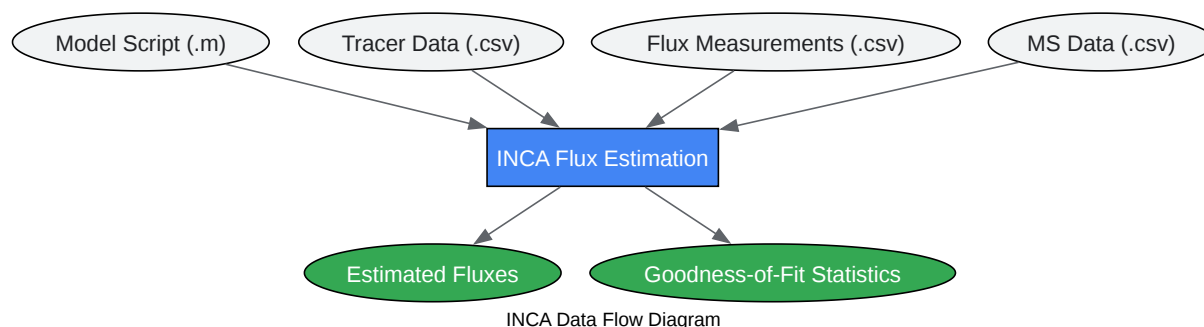 Model Script (.m)
Tracer Data (.csv)
Flux Measurements (.csv)
MS Data (.csv)
INCA Flux Estimation
Estimated Fluxes
Goodness-of-Fit Statistics
INCA Data Flow Diagram